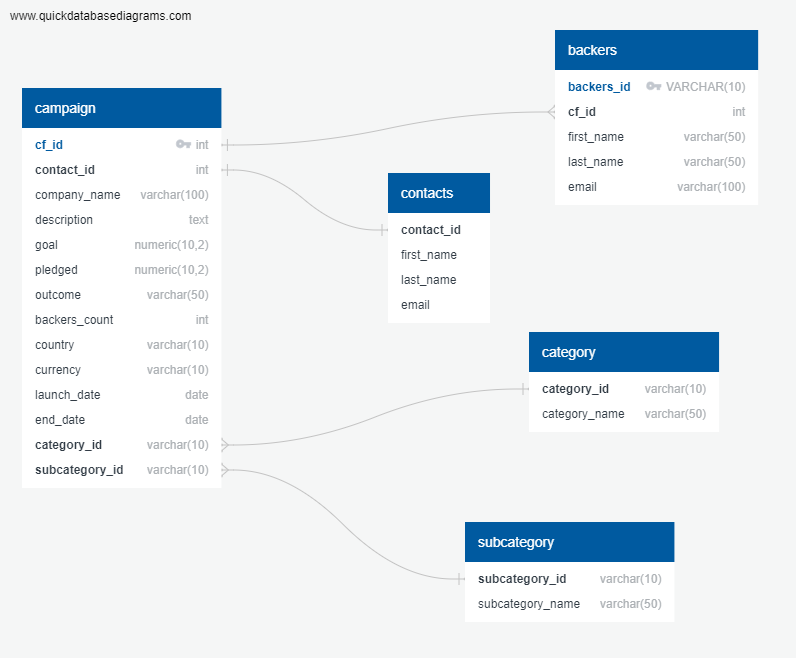 www.quickdatabasediagrams.com
campaign
cf_id int
contact_id int
company_name varchar(100)
description text
goal numeric(10,2)
pledged numeric(10,2)
outcome varchar(50)
backers_count int
country varchar(10)
currency varchar(10)
launch_date date
end_date date
category_id varchar(10)
subcategory_id varchar(10)
backers
backers_id VARCHAR(10)
cf_id int
first_name varchar(50)
last_name varchar(50)
email varchar(100)
contacts
contact_id
first_name
last_name
email
category
category_id varchar(10)
category_name varchar(50)
subcategory
subcategory_id varchar(10)
subcategory_name varchar(50)